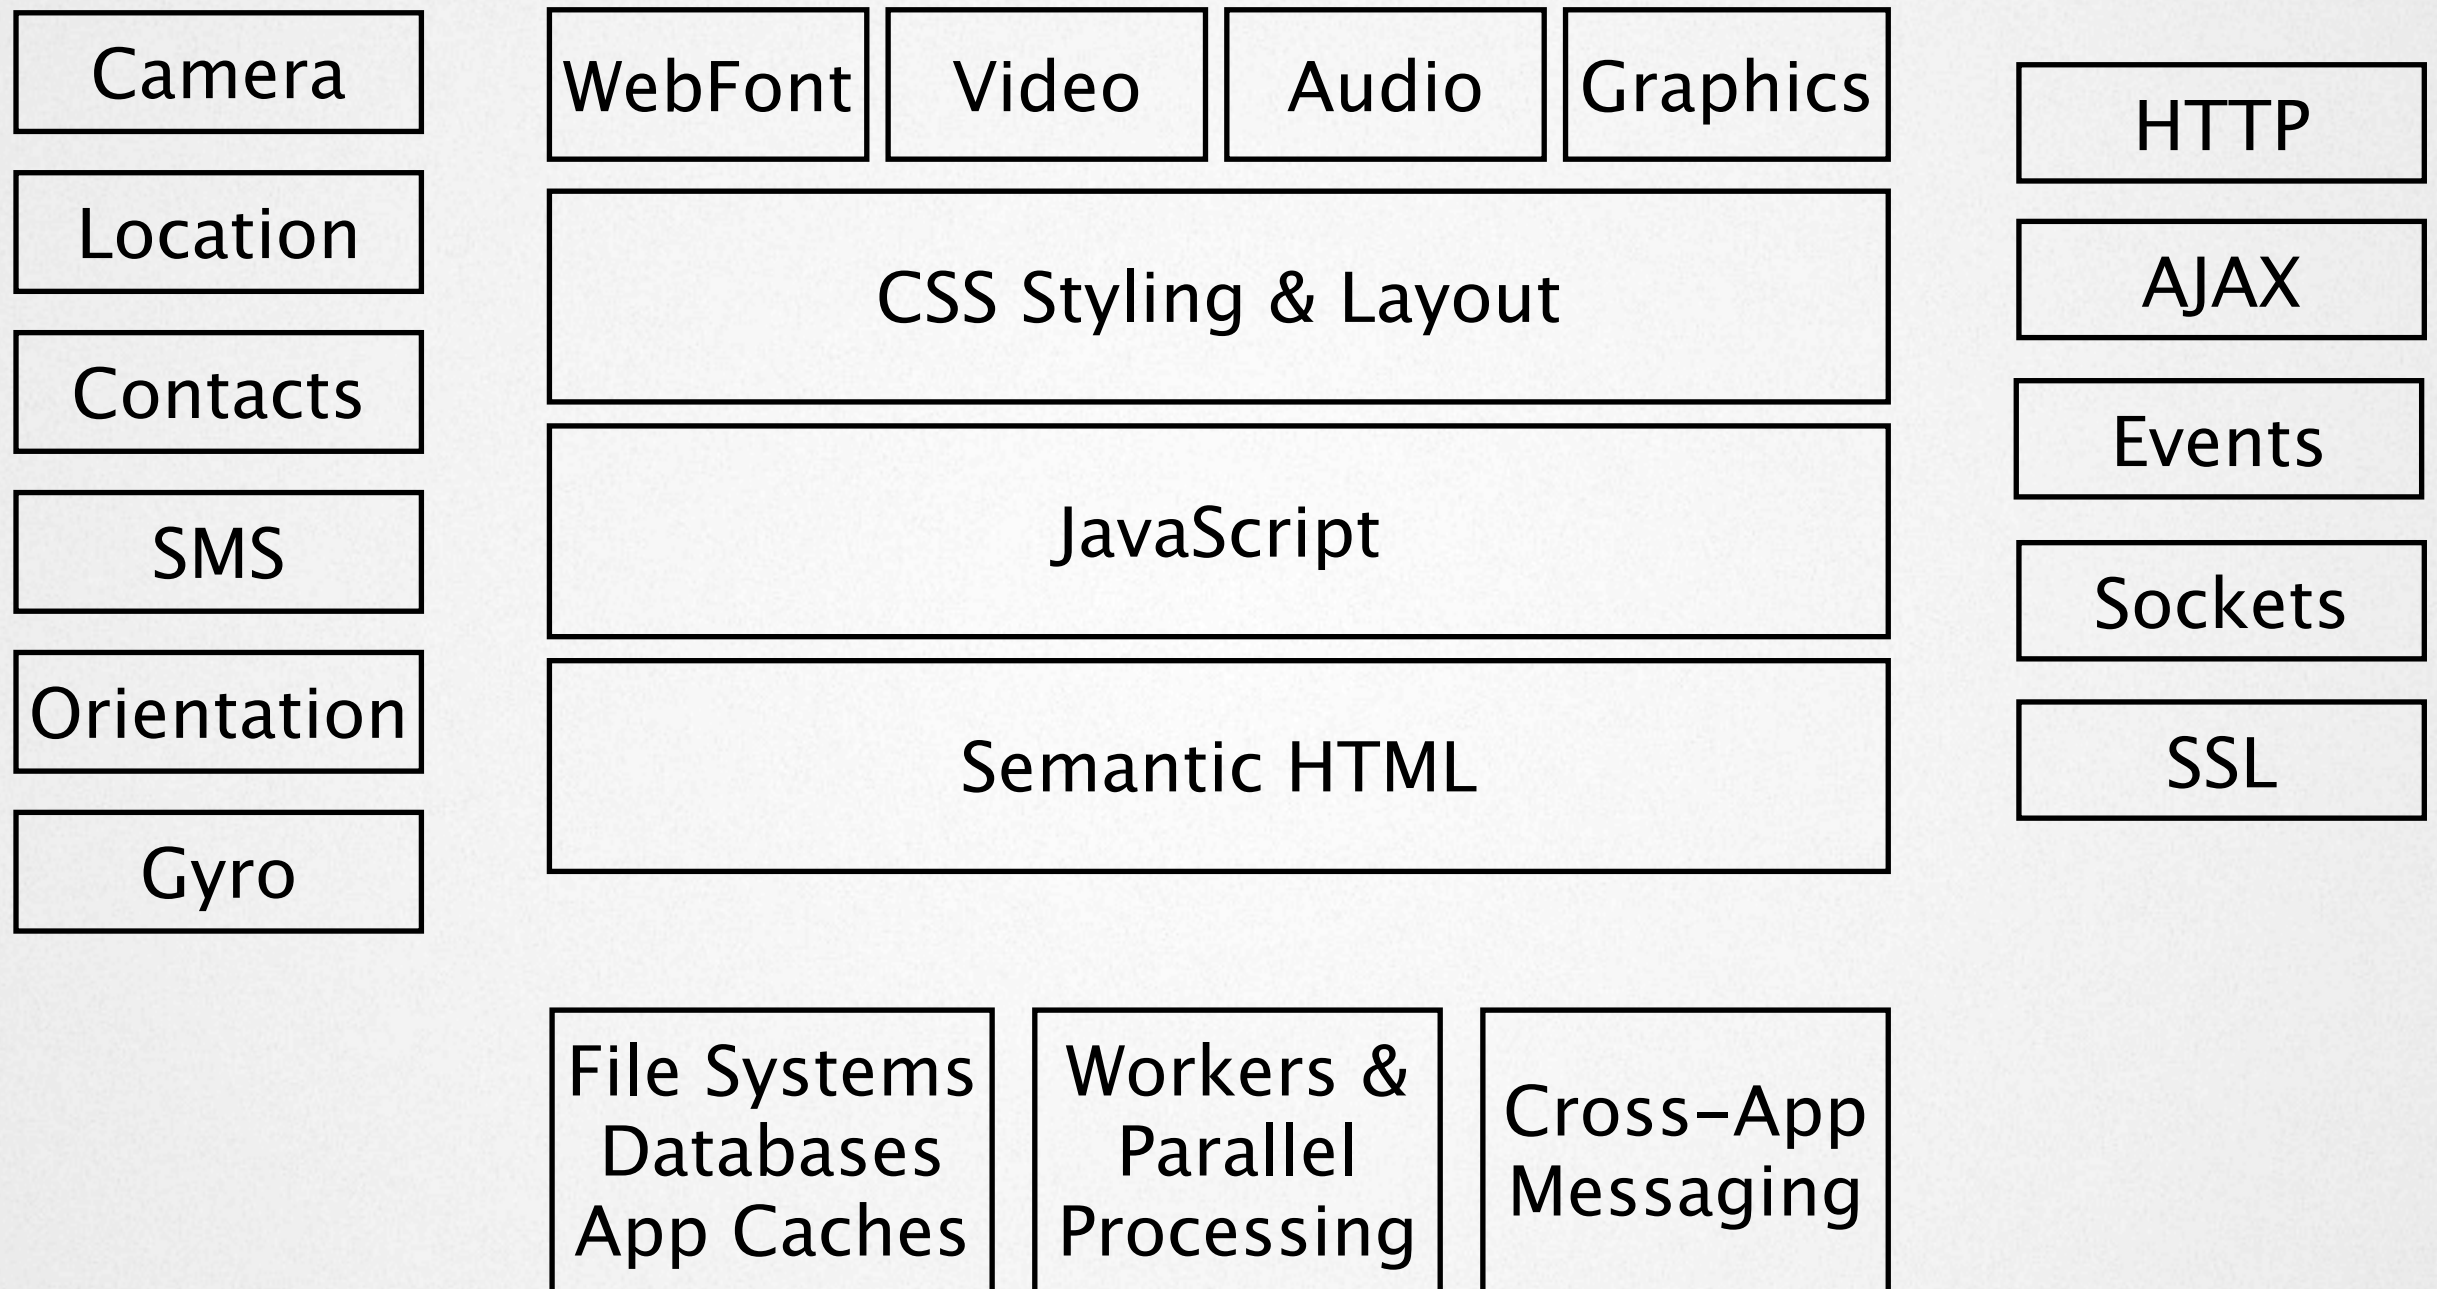 Camera
Location
Contacts
SMS
Orientation
Gyro
WebFont
Video
Audio
Graphics
CSS Styling & Layout
JavaScript
Semantic HTML
File Systems
Databases
App Caches
Workers &
Parallel
Processing
Cross-App
Messaging
HTTP
AJAX
Events
Sockets
SSL